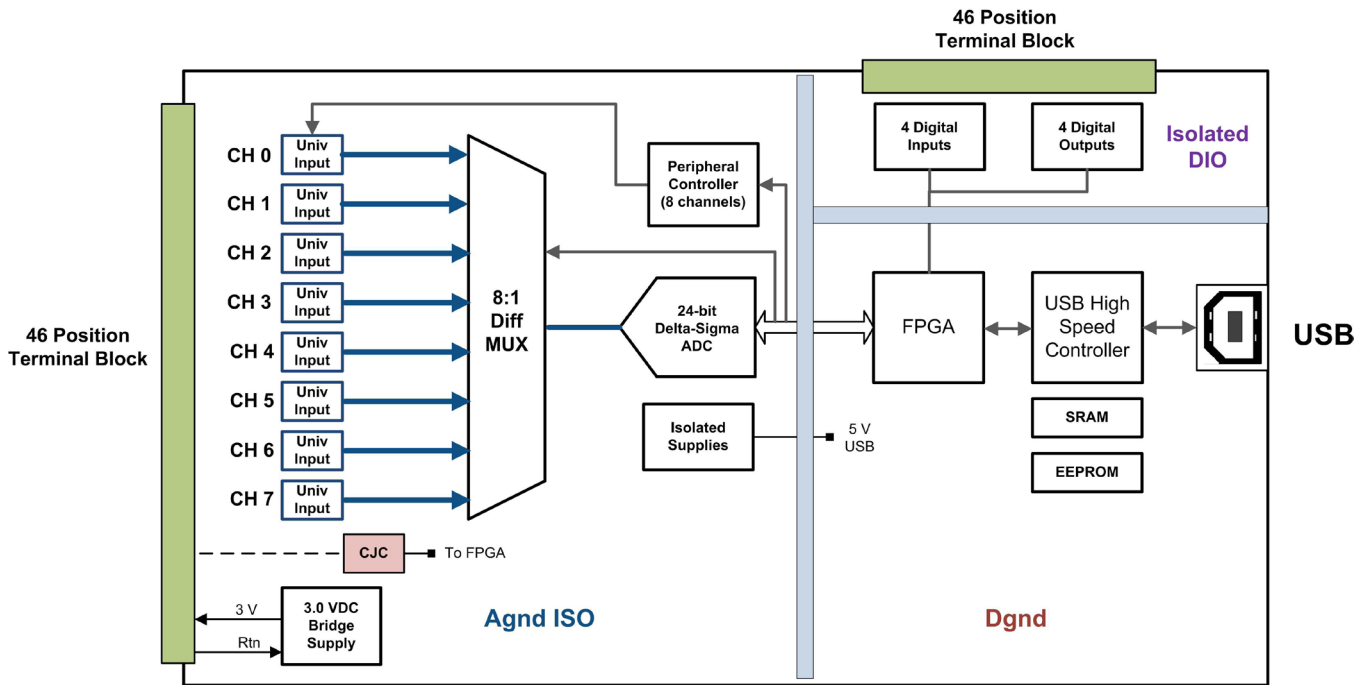 46 Position
Terminal Block
46 Position
Terminal Block
CH 0
Univ
Input
CH 1
Univ
Input
CH 2
Univ
Input
CH 3
Univ
Input
CH 4
Univ
Input
CH 5
Univ
Input
CH 6
Univ
Input
CH 7
Univ
Input
8:1
Diff
MUX
Peripheral
Controller
(8 channels)
24-bit
Delta-Sigma
ADC
Isolated
Supplies
5 V
USB
CJC
To FPGA
3 V
Rtn
3.0 VDC
Bridge
Supply
Agnd ISO
4 Digital
Inputs
4 Digital
Outputs
Isolated
DIO
FPGA
USB High
Speed
Controller
USB
SRAM
EEPROM
Dgnd